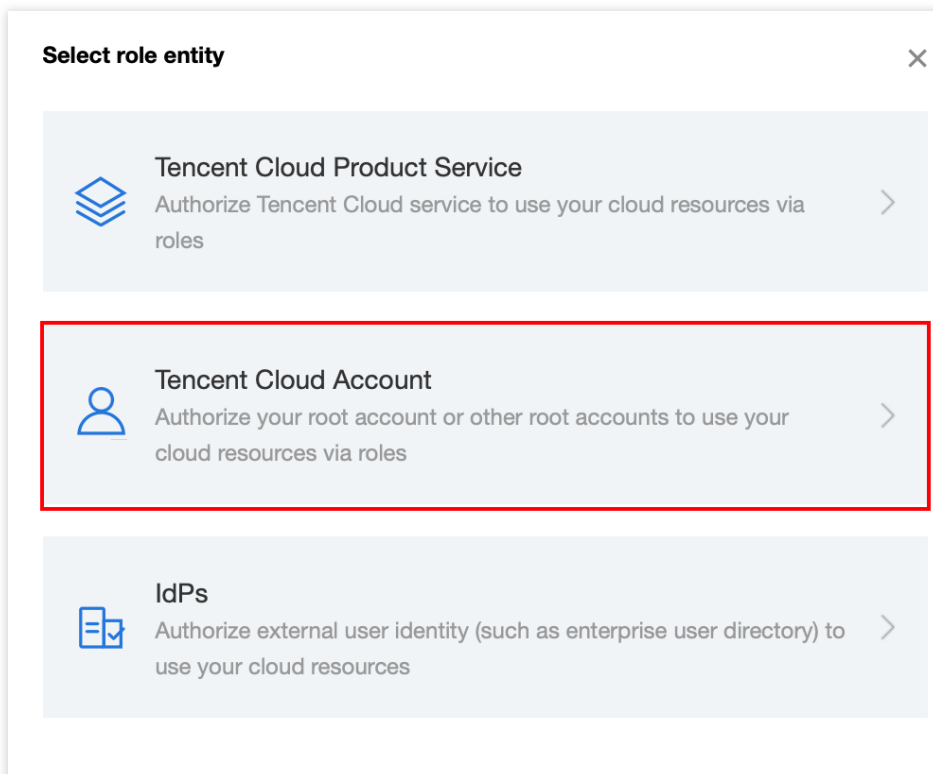 Select role entity
Tencent Cloud Product Service
Authorize Tencent Cloud service to use your cloud resources via
roles
Tencent Cloud Account
Authorize your root account or other root accounts to use your
cloud resources via roles
IdPs
Authorize external user identity (such as enterprise user directory) to
use your cloud resources